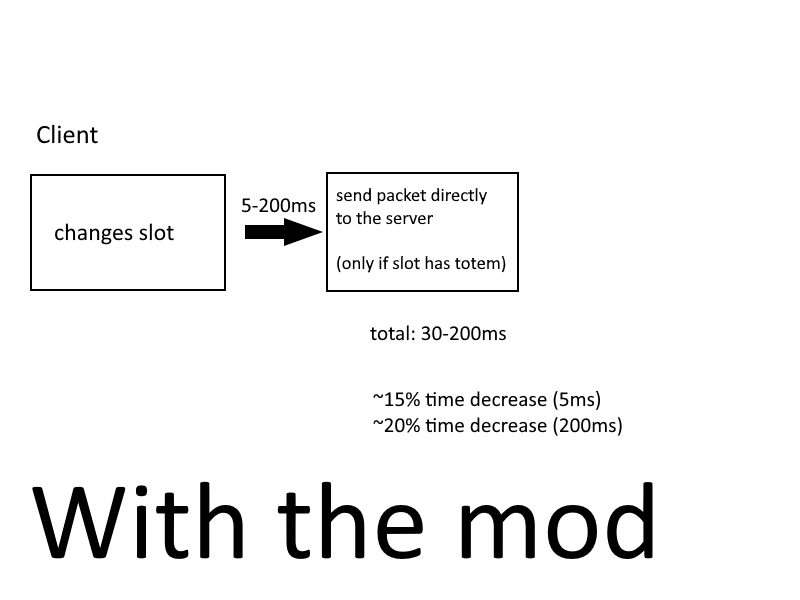 Client
changes slot
5-200ms
send packet directly
to the server
(only if slot has totem)
total: 30-200ms
~15% time decrease (5ms)
~20% time decrease (200ms)
With the mod